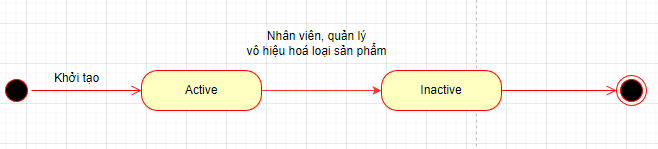 Nhân viên, quản lý
vô hiệu hoá loại sản phẩm
Khởi tạo
Active
Inactive